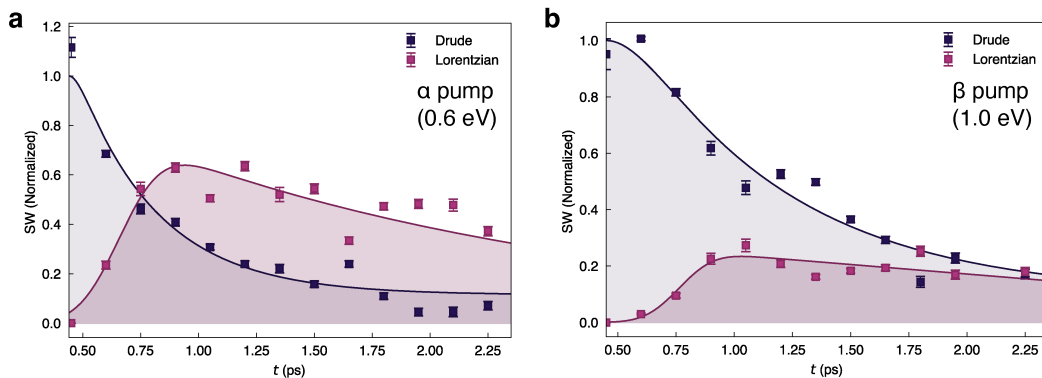 a
1.2
1.0
0.8
0.6
0.4
0.2
0.0
SW (Normalized)
Drude
Lorentzian
α pump
(0.6 eV)
0.50 0.75 1.00 1.25 1.50 1.75 2.00 2.25
t (ps)
b
1.0
0.8
0.6
0.4
0.2
0.0
SW (Normalized)
Drude
Lorentzian
β pump
(1.0 eV)
0.50 0.75 1.00 1.25 1.50 1.75 2.00 2.25
t (ps)